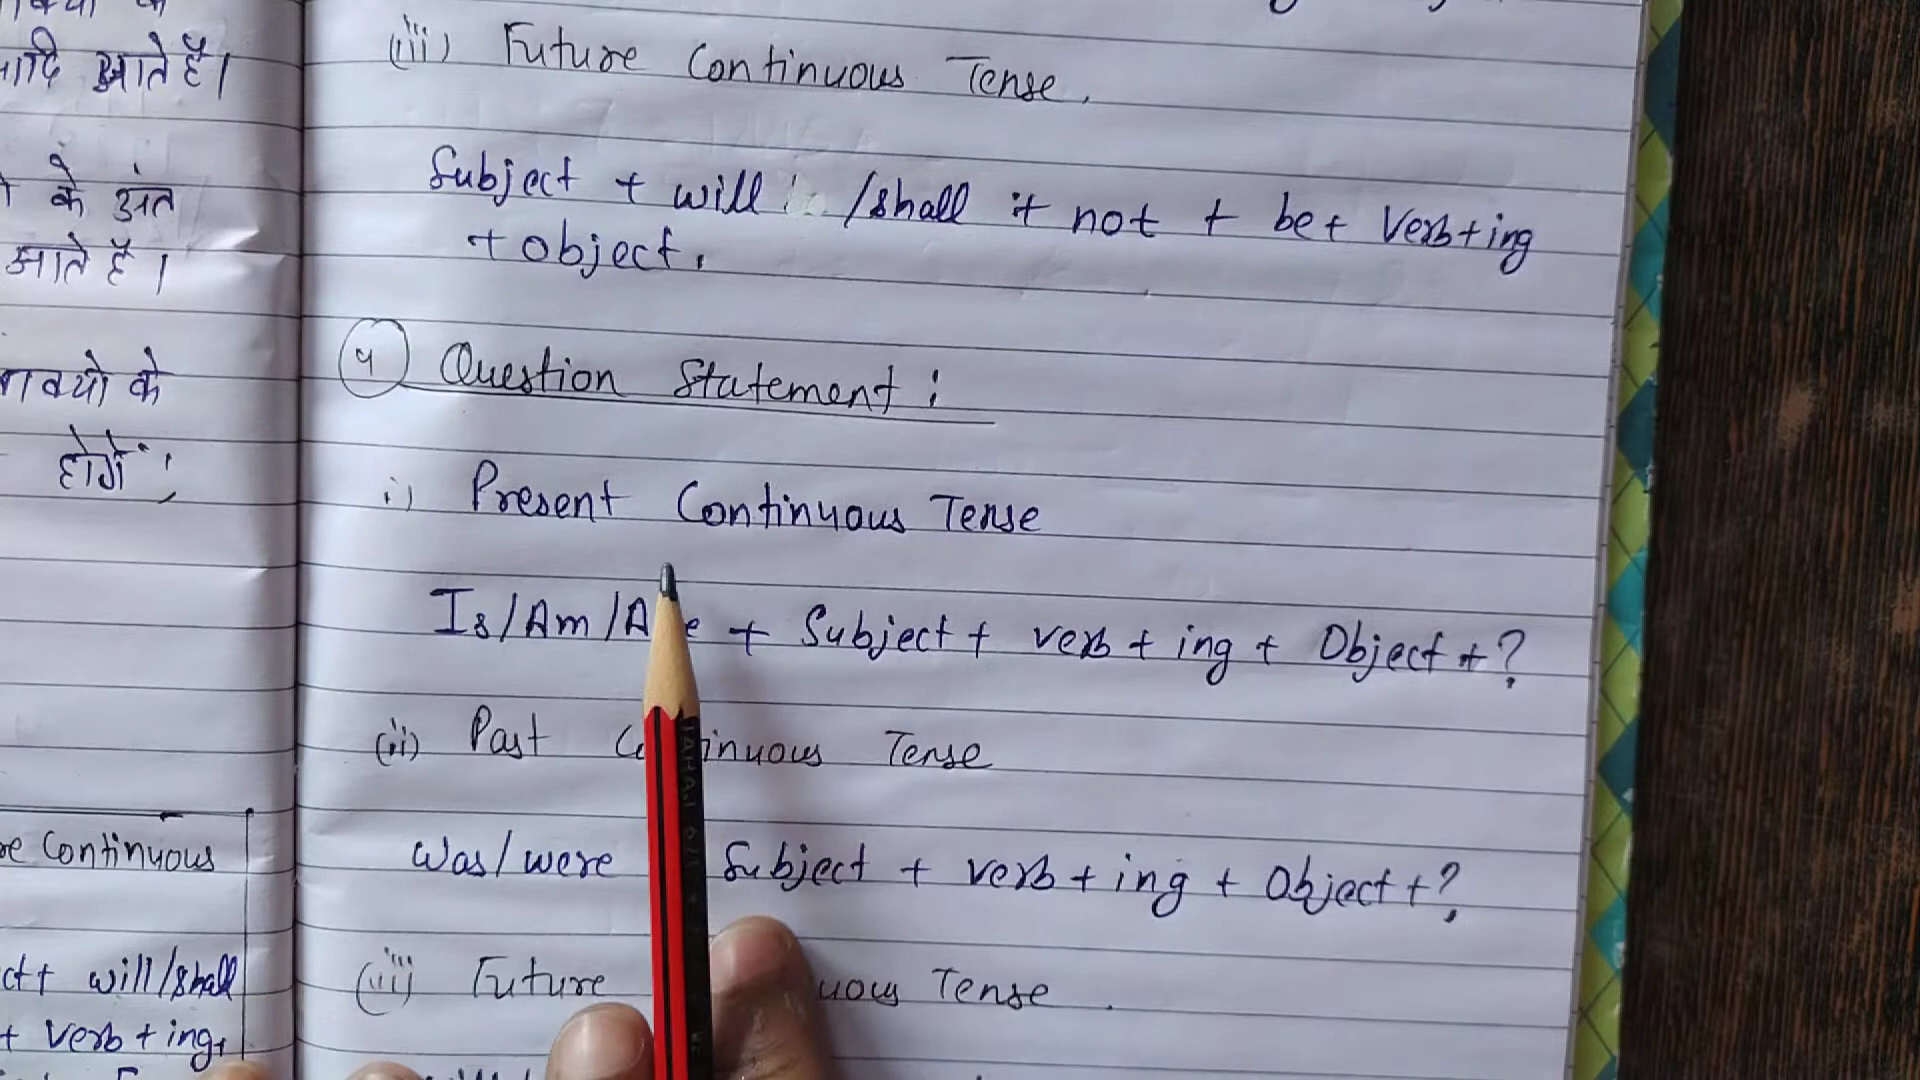 आते हैं।
के अंत
आते हैं।
के
होगें ;
Continuous
will/shall
+ verb + ing +
(iii) Future Continuous Tense.
Subject + will /shall + not + be + Verb+ing
+ object.
4 Question Statement :
i) Present Continuous Tense
Is/Am/A e + Subject + verb + ing + Object + ?
(ii) Past inuous Tense
Was/were Subject + verb + ing + Object + ?
(iii) Future uous Tense .